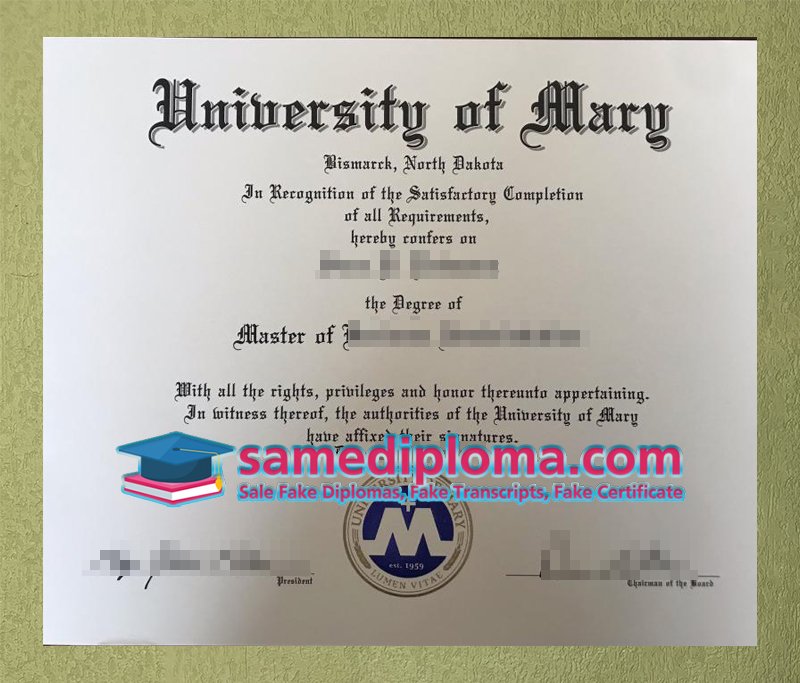 University of Mary
Bismarck, North Dakota
In Recognition of the Satisfactory Completion
of all Requirements,
hereby confers on
the Degree of
Master of
With all the rights, privileges and honor thereunto appertaining.
In witness thereof, the authorities of the University of Mary
have affixed their signatures.
samediploma.com
Sale Fake Diplomas, Fake Transcripts, Fake Certificate
UNIVERSITY OF MARY
M
est. 1959
LUMEN VITAE
President
Chairman of the Board